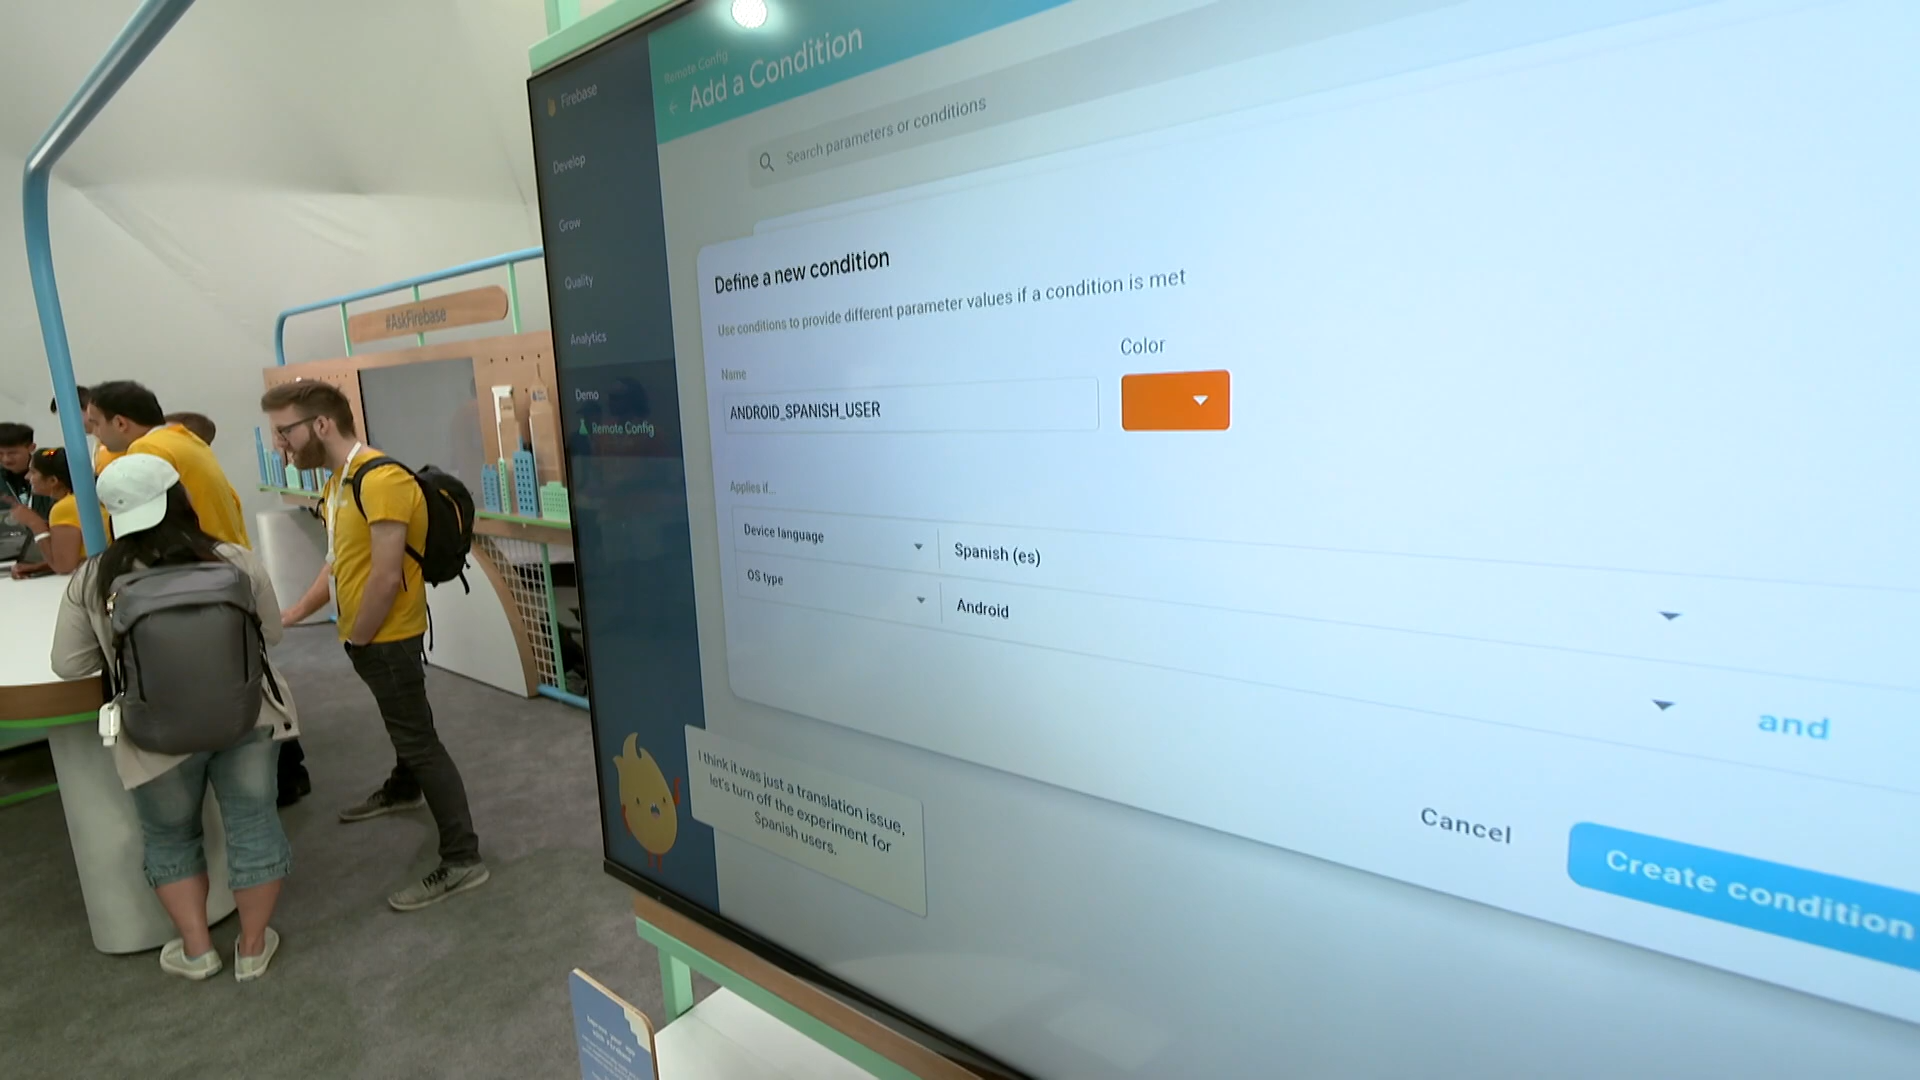 Remote Config
Add a Condition
Firebase
Search parameters or conditions
Develop
Grow
Quality
Analytics
Demo
Remote Config
Define a new condition
Use conditions to provide different parameter values if a condition is met
Name
Color
ANDROID_SPANISH_USER
Applies if...
Device language
Spanish (es)
OS type
Android
and
Cancel
Create condition
I think it was just a translation issue,
let's turn off the experiment for
Spanish users.
#AskFirebase